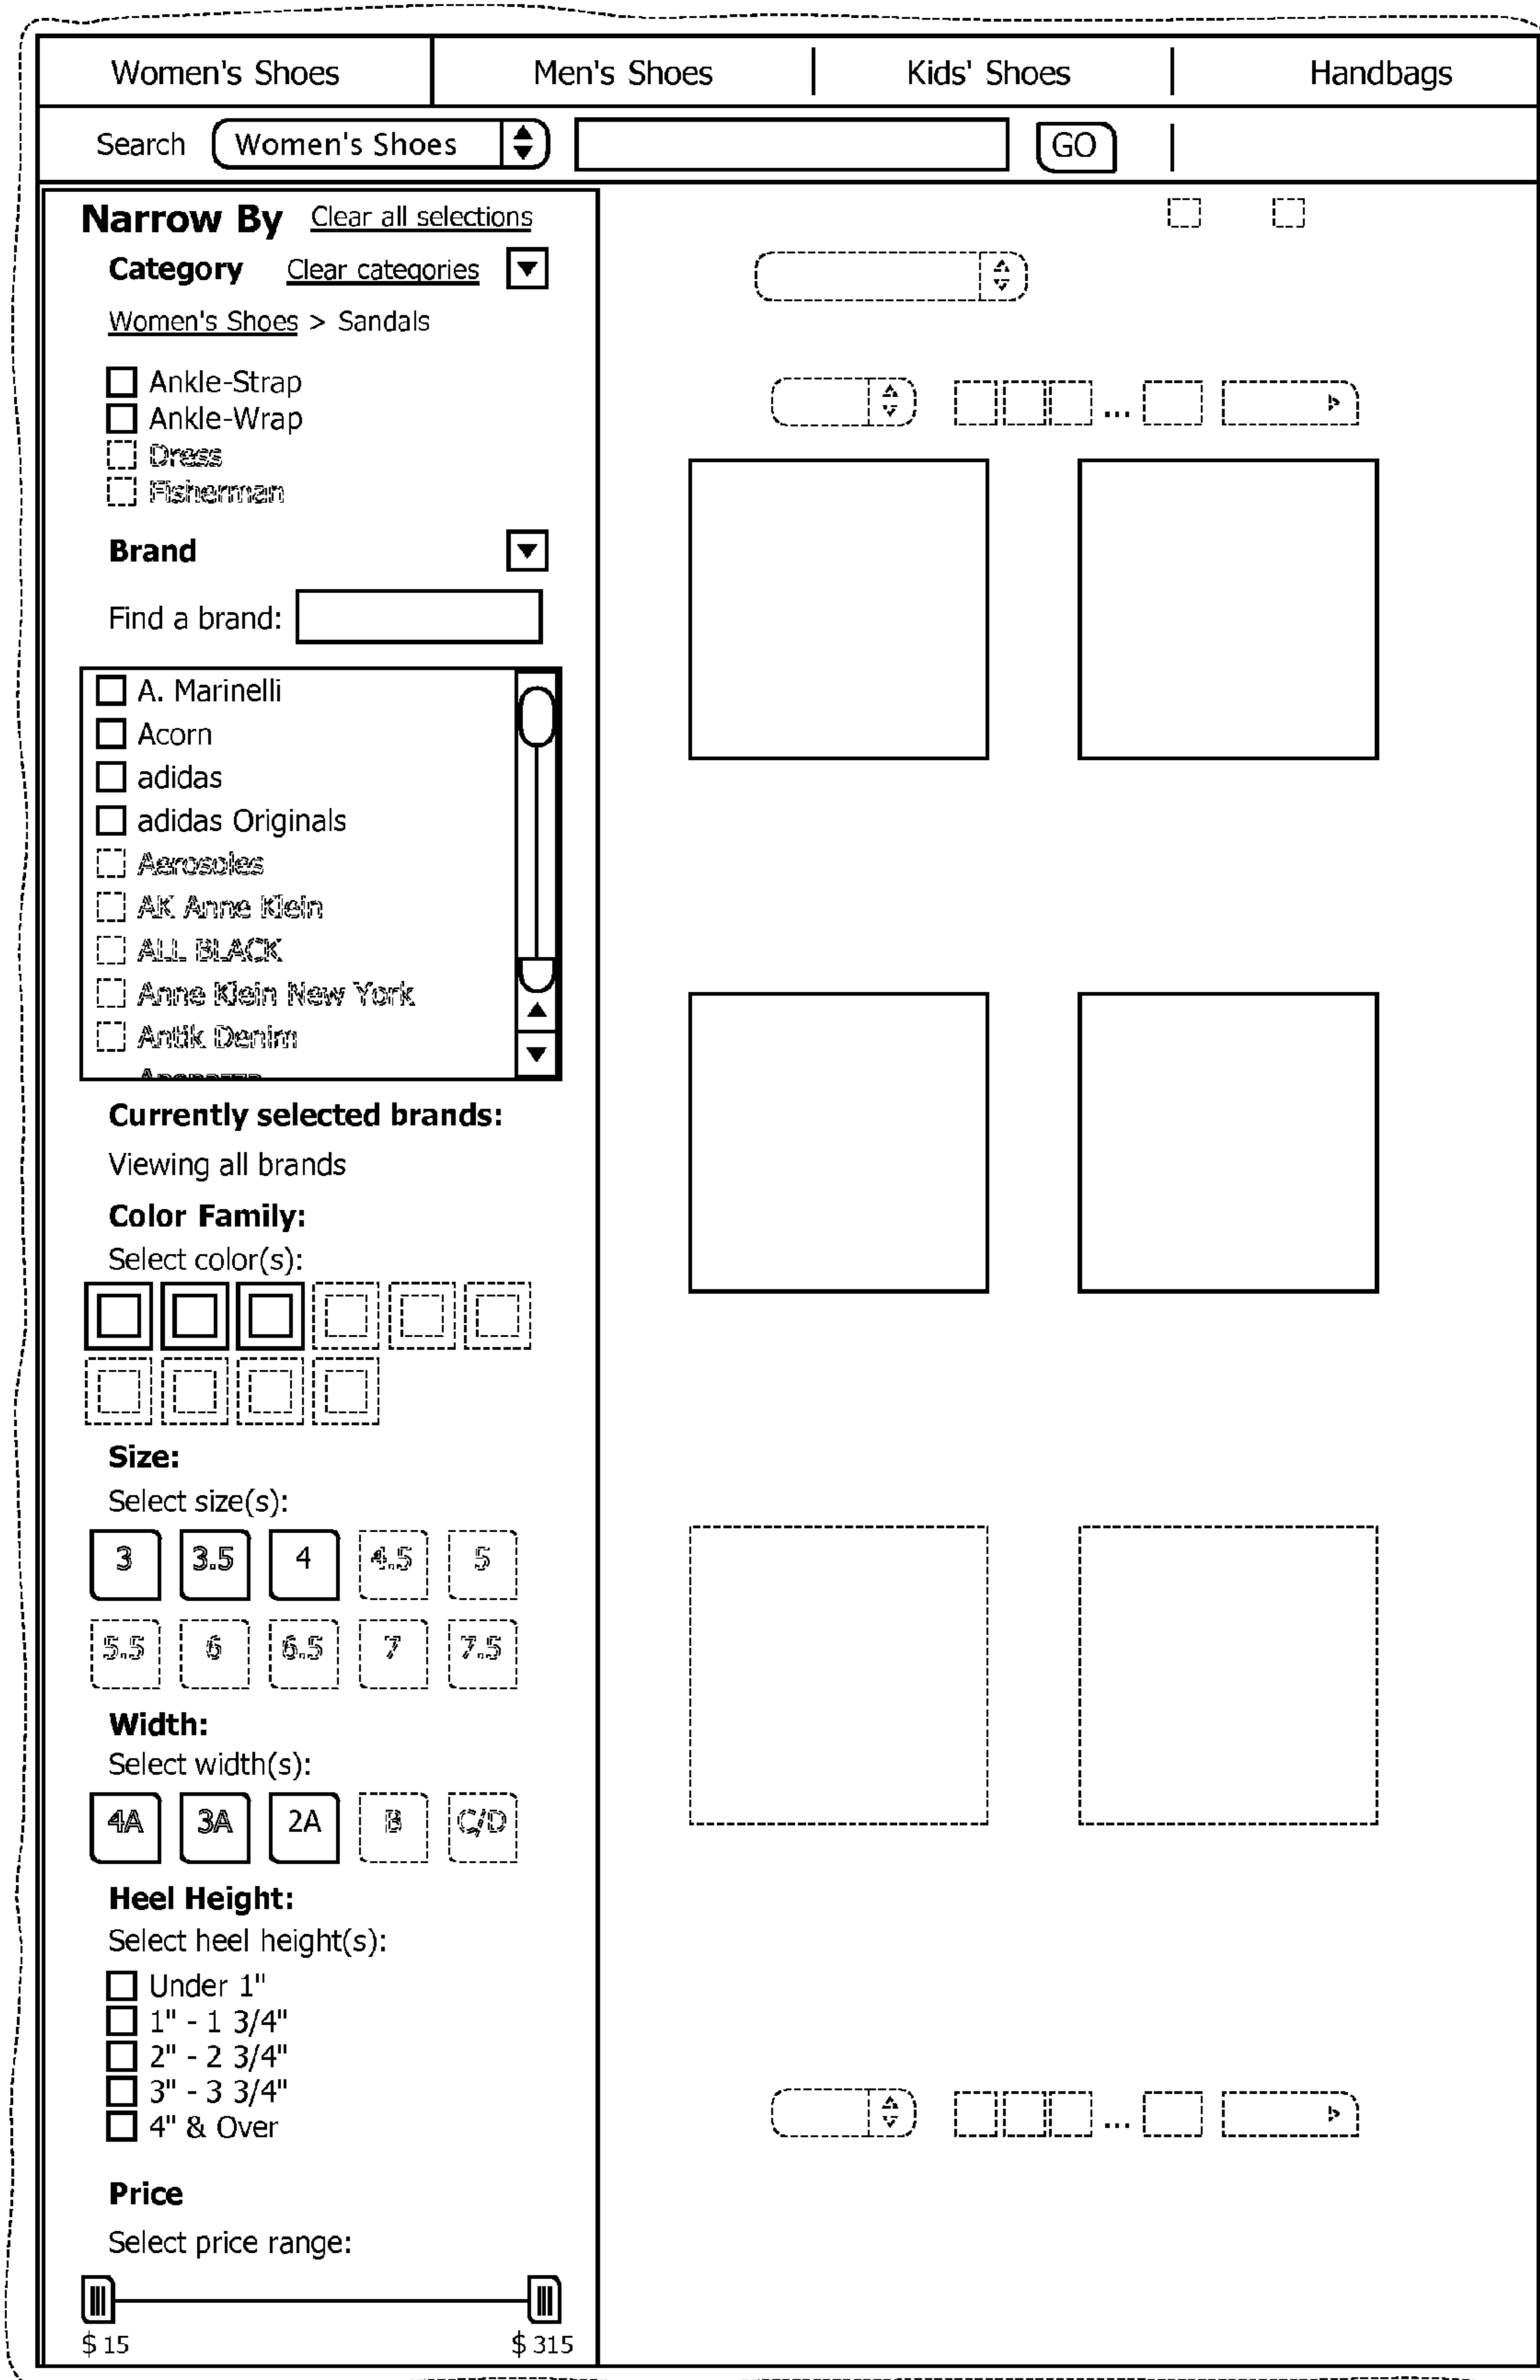 Women's Shoes Men's Shoes Kids' Shoes Handbags
Search Women's Shoes GO
Narrow By Clear all selections
Category Clear categories
Women's Shoes > Sandals
Ankle-Strap
Ankle-Wrap
Dress
Fisherman
Brand
Find a brand:
A. Marinelli
Acorn
adidas
adidas Originals
Aerosoles
AK Anne Klein
ALL BLACK
Anne Klein New York
Antik Denim
Currently selected brands:
Viewing all brands
Color Family:
Select color(s):
Size:
Select size(s):
3 3.5 4 4.5 5
5.5 6 6.5 7 7.5
Width:
Select width(s):
4A 3A 2A B C/D
Heel Height:
Select heel height(s):
Under 1"
1" - 1 3/4"
2" - 2 3/4"
3" - 3 3/4"
4" & Over
Price
Select price range:
$15 $315
... 
...